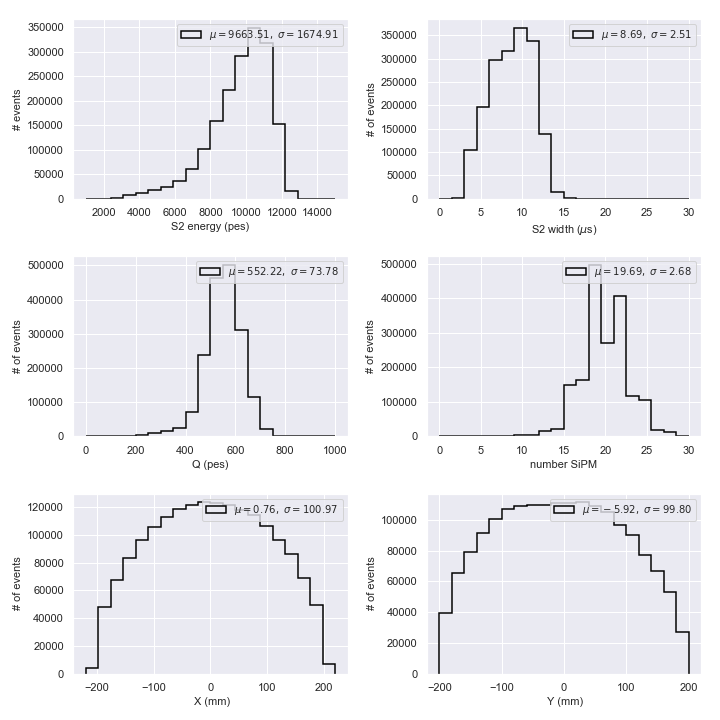 350000
300000
250000
200000
150000
100000
50000
0
# events
μ = 9663.51, σ = 1674.91
2000 4000 6000 8000 10000 12000 14000
S2 energy (pes)
350000
300000
250000
200000
150000
100000
50000
0
# of events
μ = 8.69, σ = 2.51
0 5 10 15 20 25 30
S2 width (μs)
500000
400000
300000
200000
100000
0
# of events
μ = 552.22, σ = 73.78
0 200 400 600 800 1000
Q (pes)
500000
400000
300000
200000
100000
0
# of events
μ = 19.69, σ = 2.68
0 5 10 15 20 25 30
number SiPM
120000
100000
80000
60000
40000
20000
0
# of events
μ = 0.76, σ = 100.97
−200 −100 0 100 200
X (mm)
100000
80000
60000
40000
20000
0
# of events
μ = −5.92, σ = 99.80
−200 −100 0 100 200
Y (mm)